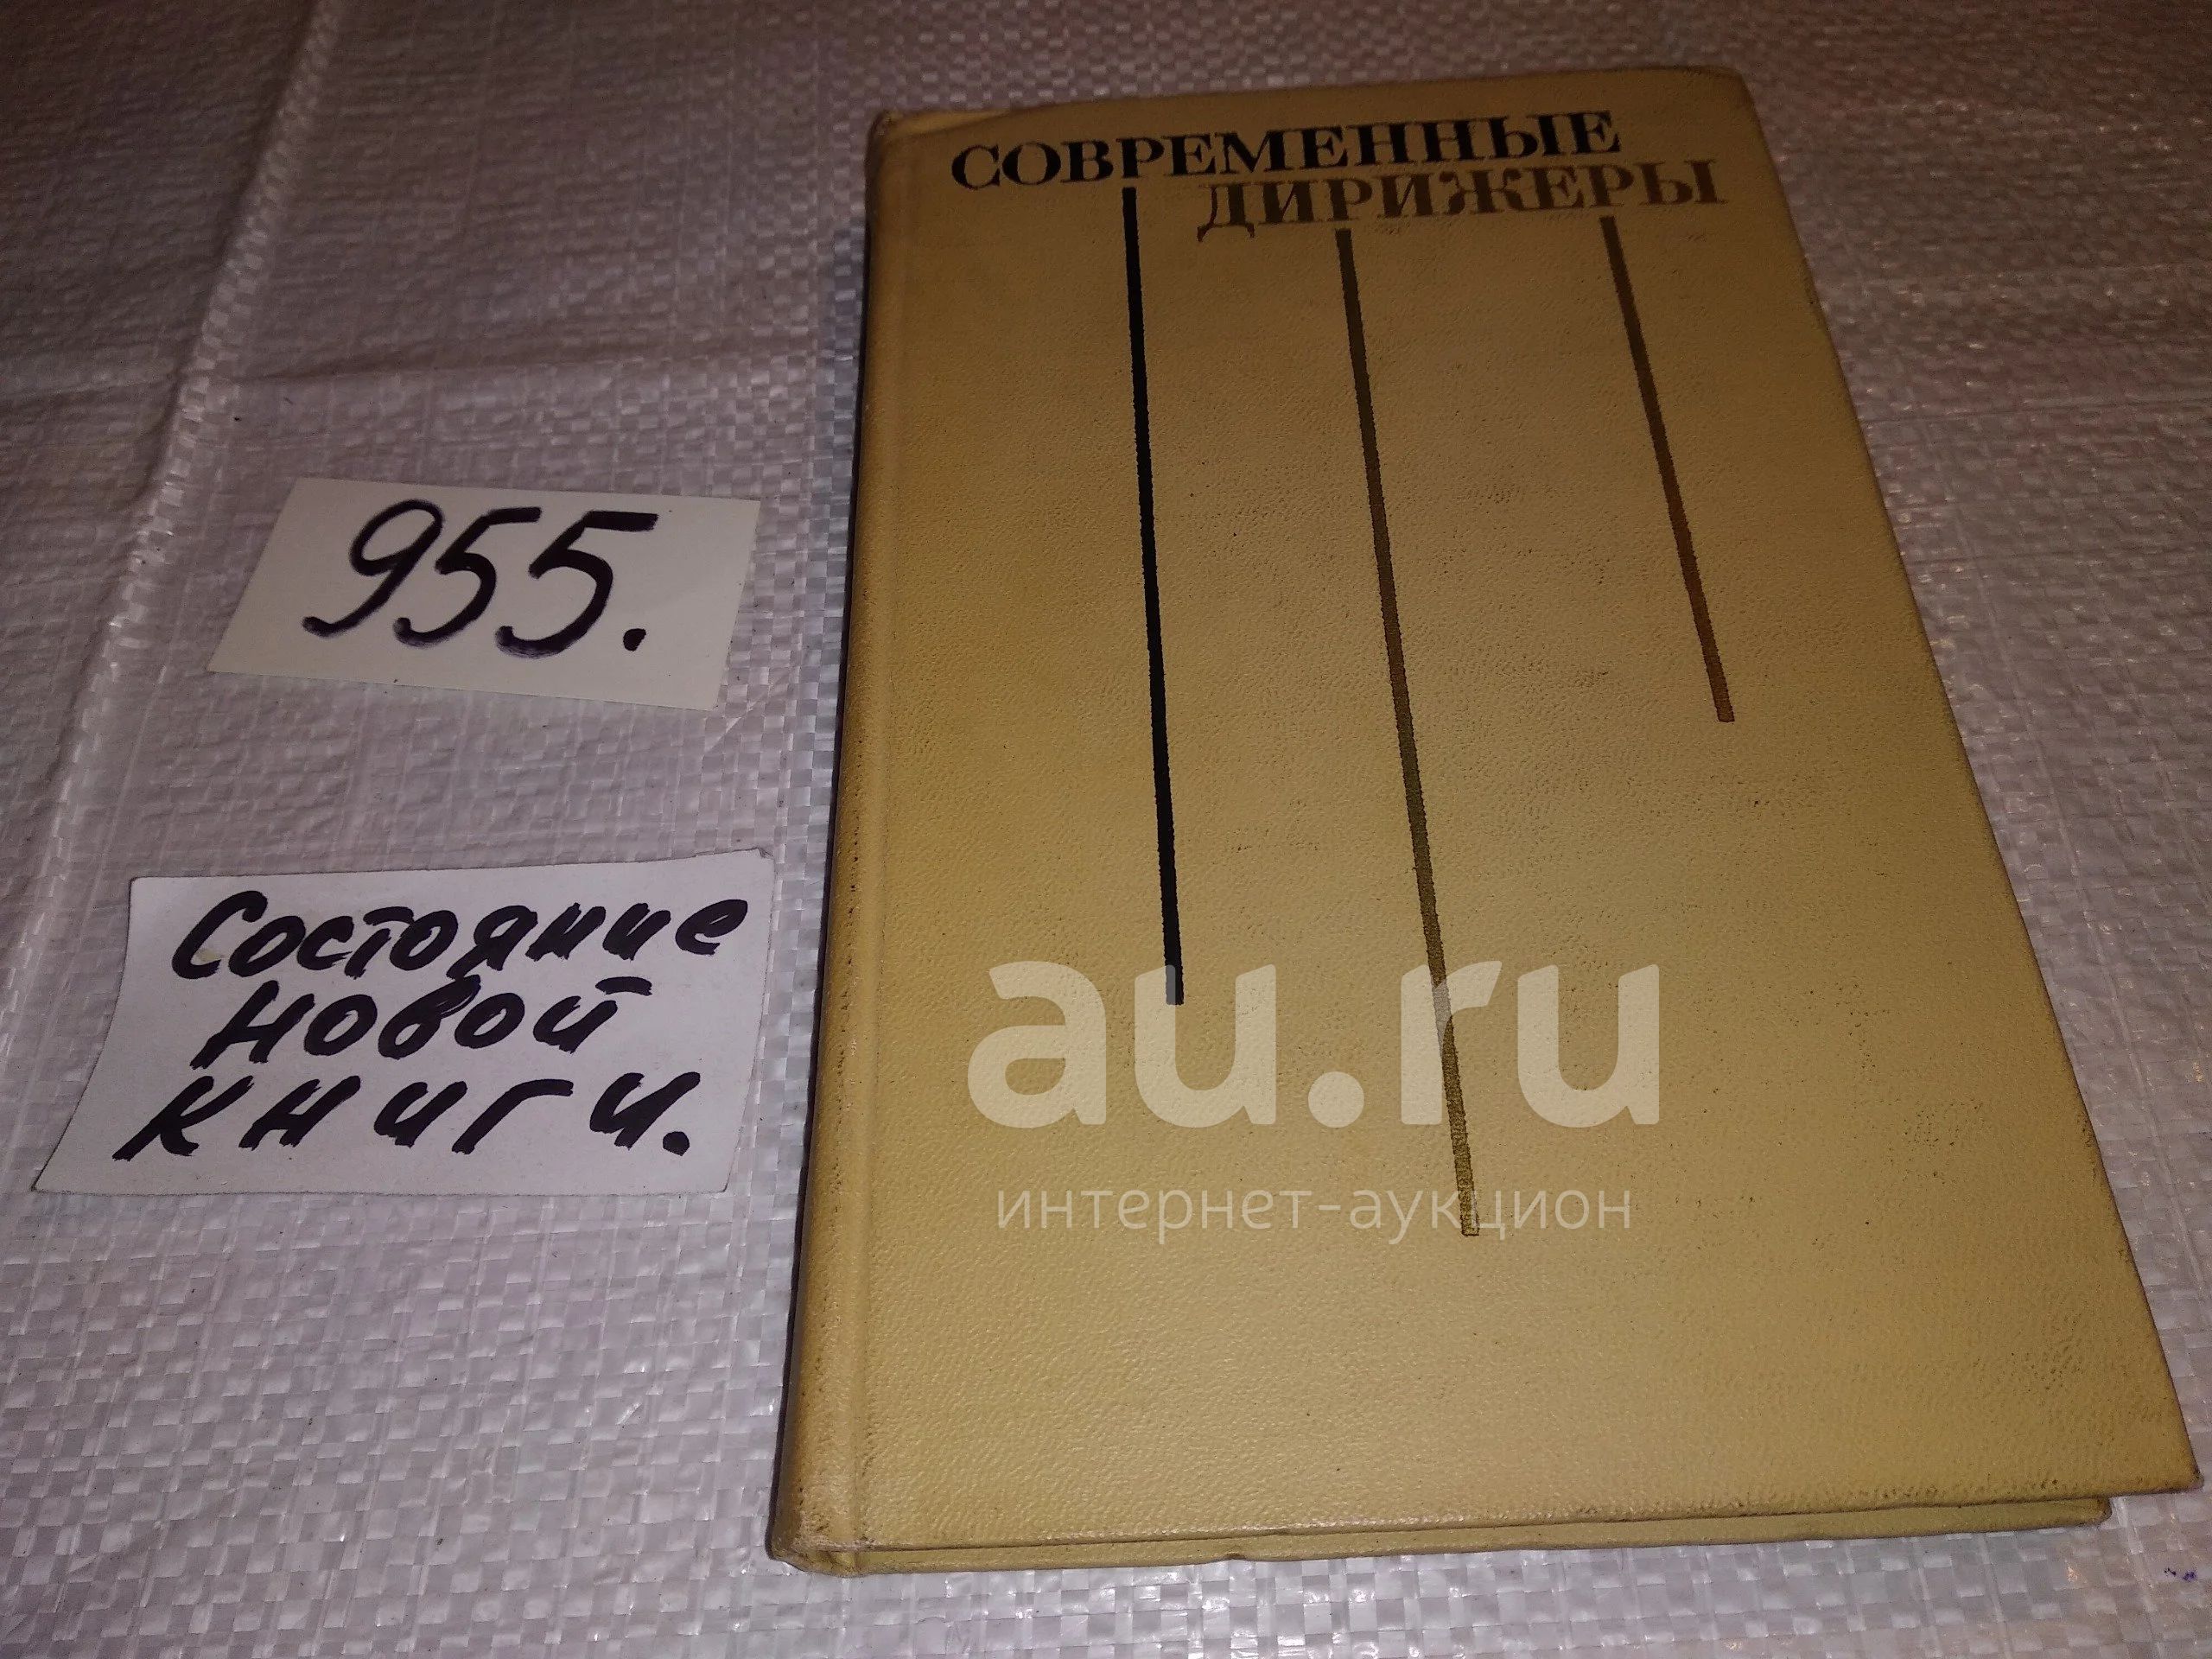 СОВРЕМЕННЫЕ
ДИРИЖЕРЫ
955.
Состояние
новой
книги.
au.ru
интернет-аукцион